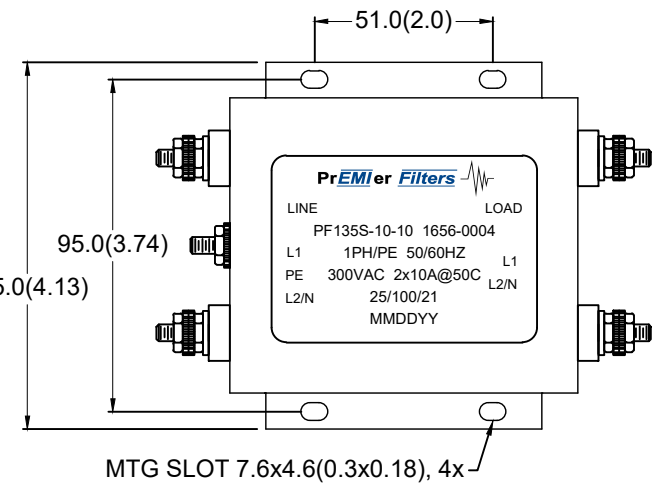 51.0(2.0)
PrEMIer Filters
LINE LOAD
PF135S-10-10 1656-0004
L1 1PH/PE 50/60HZ L1
95.0(3.74)
PE 300VAC 2x10A@50C L2/N
5.0(4.13)
L2/N 25/100/21
MMDDYY
MTG SLOT 7.6x4.6(0.3x0.18), 4x